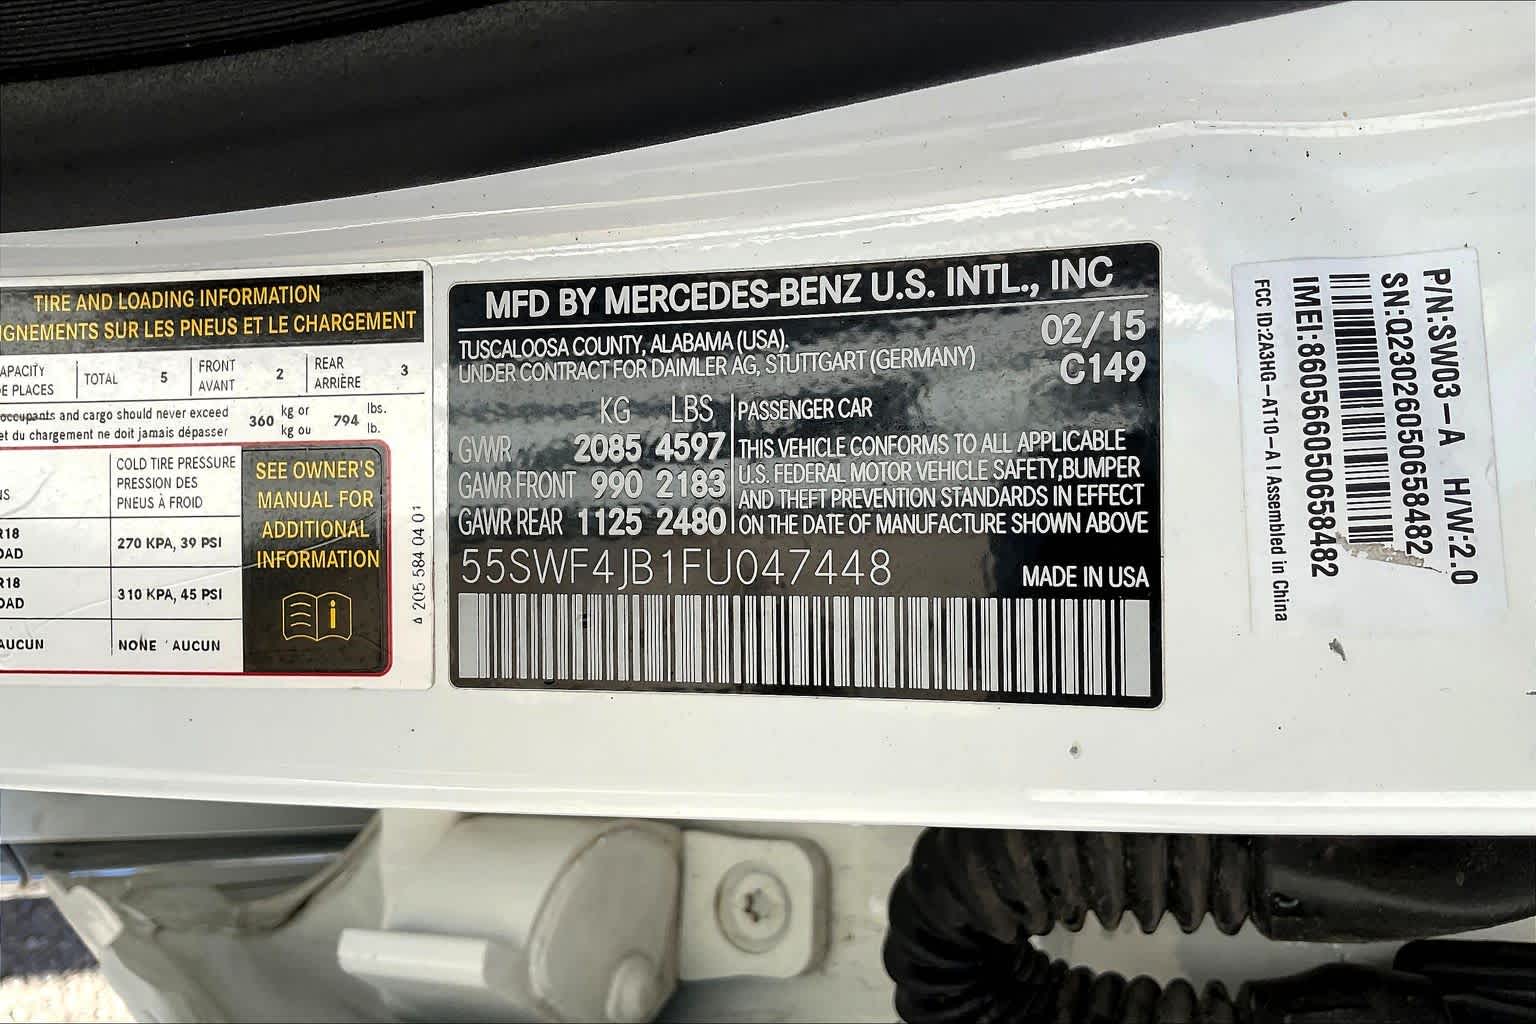 TIRE AND LOADING INFORMATION
IGNEMENTS SUR LES PNEUS ET LE CHARGEMENT
APACITY
DE PLACES
TOTAL 5
FRONT
AVANT
2
REAR
ARRIÈRE
3
occupants and cargo should never exceed
et du chargement ne doit jamais dépasser
360
kg or
kg ou
794
lbs.
lb.
NS
COLD TIRE PRESSURE
PRESSION DES
PNEUS À FROID
R18
OAD
270 KPA, 39 PSI
R18
OAD
310 KPA, 45 PSI
AUCUN
NONE AUCUN
SEE OWNER'S
MANUAL FOR
ADDITIONAL
INFORMATION
i
A 205 584 04 01
MFD BY MERCEDES-BENZ U.S. INTL., INC
TUSCALOOSA COUNTY, ALABAMA (USA).
UNDER CONTRACT FOR DAIMLER AG, STUTTGART (GERMANY)
02/15
C149
KG LBS
GVWR 2085 4597
GAWR FRONT 990 2183
GAWR REAR 1125 2480
PASSENGER CAR
THIS VEHICLE CONFORMS TO ALL APPLICABLE
U.S. FEDERAL MOTOR VEHICLE SAFETY,BUMPER
AND THEFT PREVENTION STANDARDS IN EFFECT
ON THE DATE OF MANUFACTURE SHOWN ABOVE
55SWF4JB1FU047448
MADE IN USA
P/N:SW03-A H/W:2.0
SN:Q23026050658482
IMEI:860566050658482
FCC ID:2A3HG-AT10-A I Assembled in China